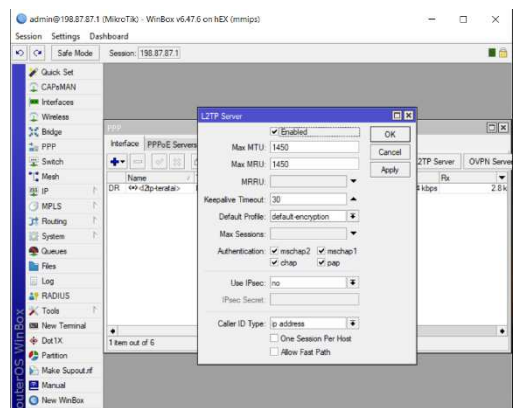 admin@198.87.87.1 (MikroTik) - WinBox v6.47.6 on hEX (mmips)
Session Settings Dashboard
Safe Mode Session: 198.87.87.1
Quick Set
CAPsMAN
Interfaces
Wireless
Bridge
PPP
Switch
Mesh
IP
MPLS
Routing
System
Queues
Files
Log
RADIUS
Tools
New Terminal
Dot1X
Partition
Make Supout.rif
Manual
New WinBox
RouterOS WinBox
PPP
Interface PPPoE Servers
2TP Server OVPN Server
Name
Rx
DR <l2tp-teratai>
4 kbps 2.8 k
1 item out of 6
L2TP Server
Enabled
Max MTU: 1450
Max MRU: 1450
MRRU:
Keepalive Timeout: 30
Default Profile: default-encryption
Max Sessions:
Authentication: mschap2 mschap1
chap pap
Use IPsec: no
IPsec Secret:
Caller ID Type: ip address
One Session Per Host
Allow Fast Path
OK
Cancel
Apply